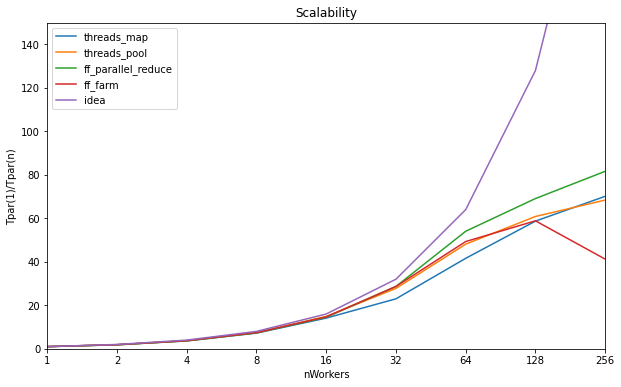 Scalability
threads_map
threads_pool
ff_parallel_reduce
ff_farm
idea
Tpar(1)/Tpar(n)
140
120
100
80
60
40
20
0
1 2 4 8 16 32 64 128 256
nWorkers